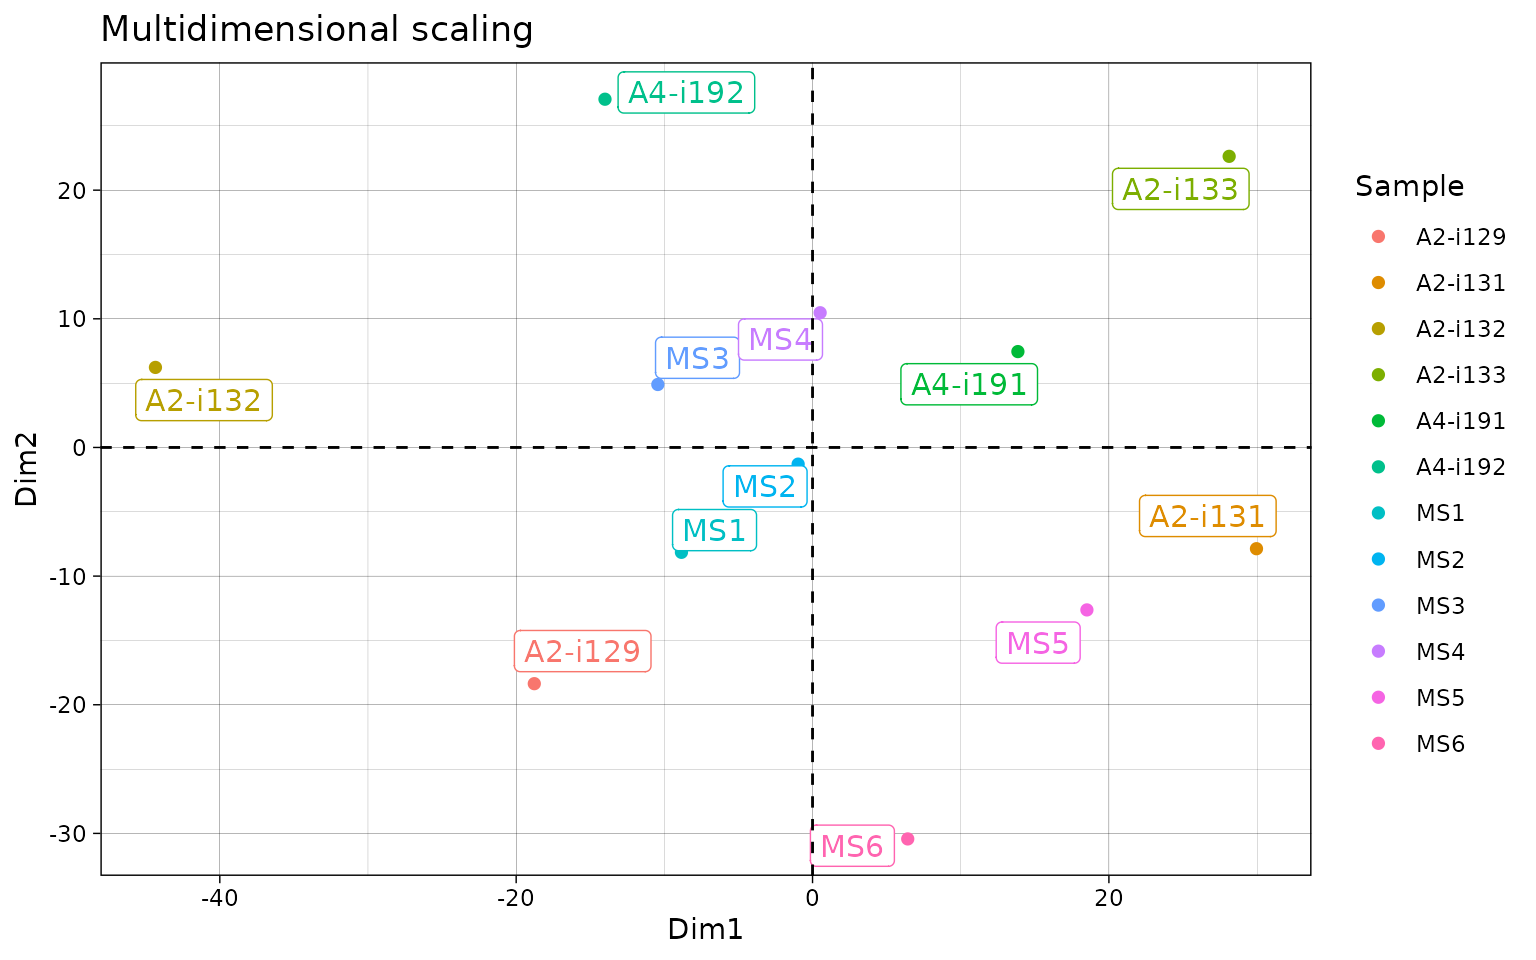 Multidimensional scaling
A4-i192
A2-i133
MS4
MS3
A4-i191
A2-i132
MS2
MS1
A2-i131
A2-i129
MS5
MS6
20
10
0
-10
-20
-30
Dim2
-40
-20
0
20
Dim1
Sample
A2-i129
A2-i131
A2-i132
A2-i133
A4-i191
A4-i192
MS1
MS2
MS3
MS4
MS5
MS6